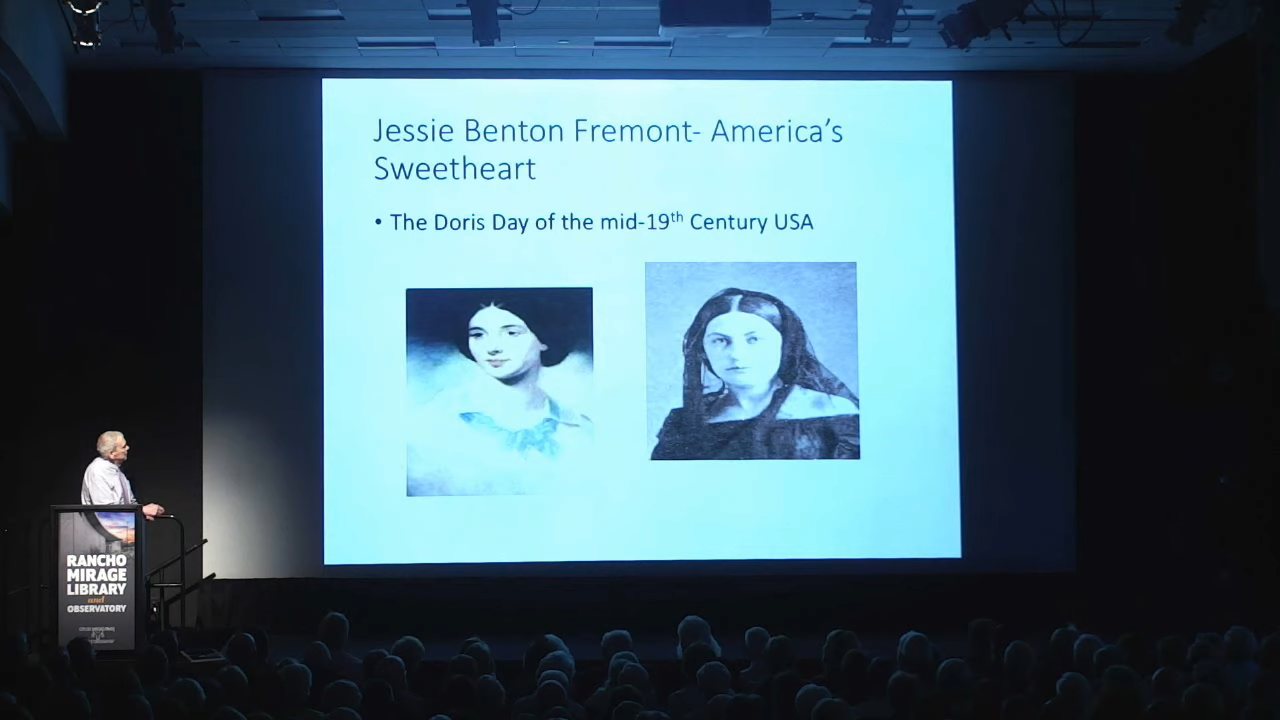 Jessie Benton Fremont- America's
Sweetheart
• The Doris Day of the mid-19th Century USA
RANCHO
MIRAGE
LIBRARY
and
OBSERVATORY